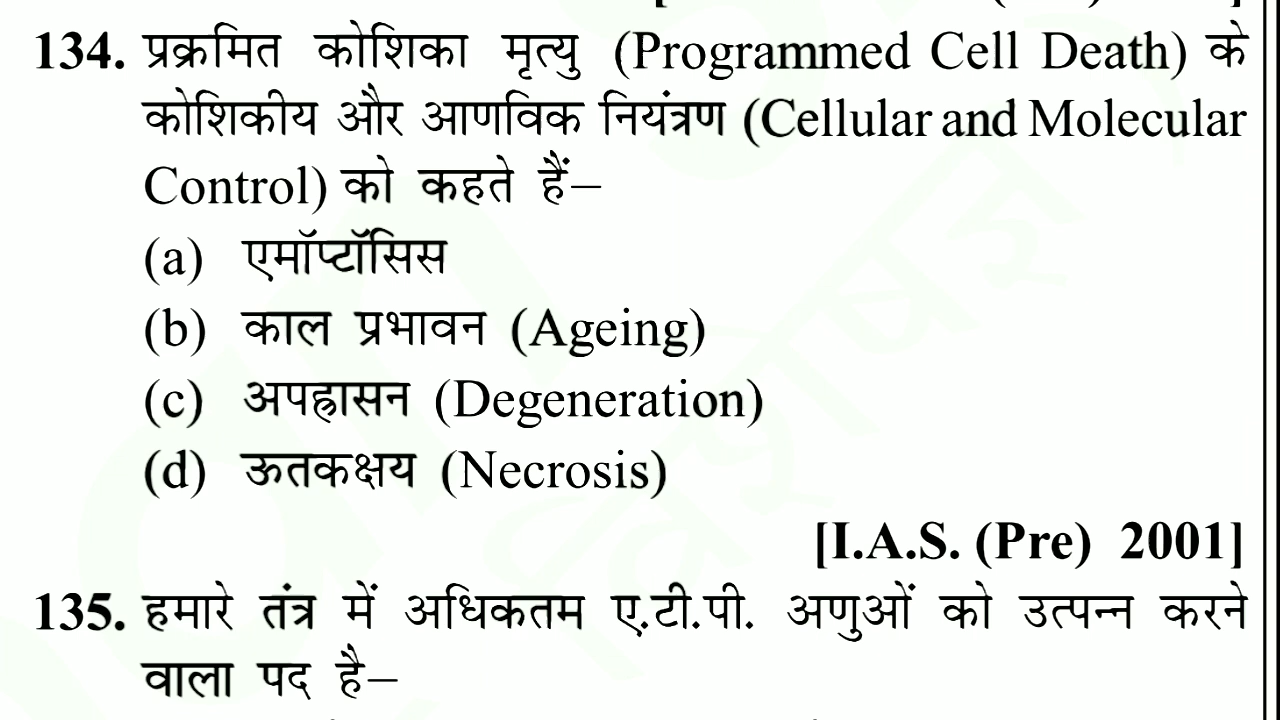 134. प्रक्रमित कोशिका मृत्यु (Programmed Cell Death) के
कोशिकीय और आणविक नियंत्रण (Cellular and Molecular
Control) को कहते हैं–
(a) एमॉप्टॉसिस
(b) काल प्रभावन (Ageing)
(c) अपह्रासन (Degeneration)
(d) ऊतकक्षय (Necrosis)
[I.A.S. (Pre) 2001]
135. हमारे तंत्र में अधिकतम ए.टी.पी. अणुओं को उत्पन्न करने
वाला पद है–